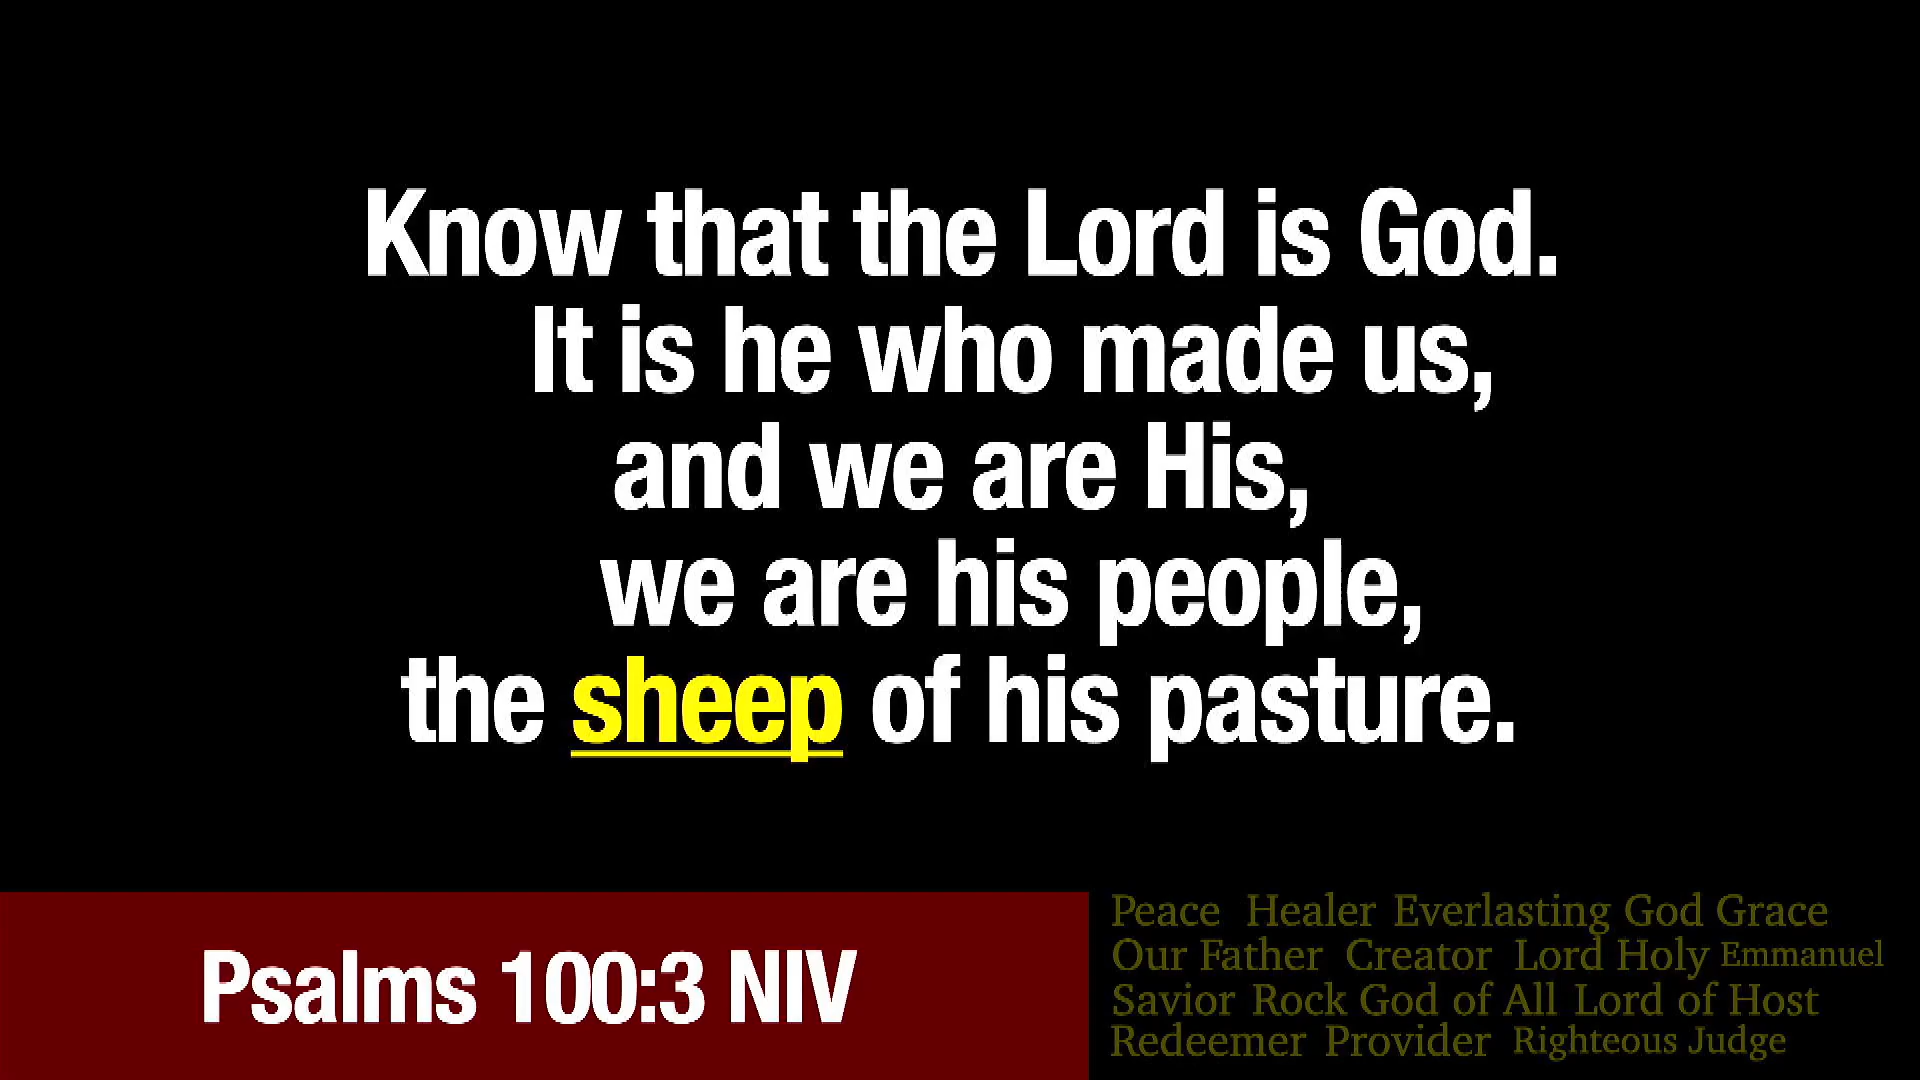 Know that the Lord is God.
It is he who made us,
and we are His,
we are his people,
the sheep of his pasture.
Psalms 100:3 NIV
Peace Healer Everlasting God Grace
Our Father Creator Lord Holy Emmanuel
Savior Rock God of All Lord of Host
Redeemer Provider Righteous Judge